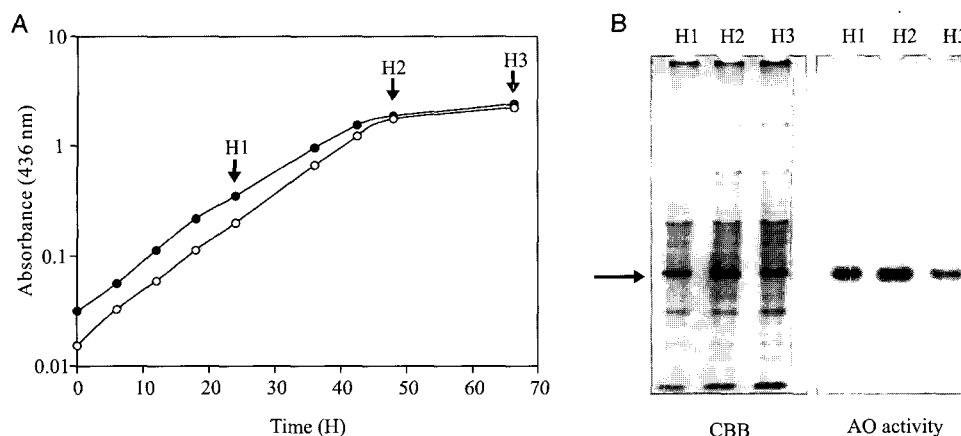 A
10
1
0.1
0.01
Absorbance (436 nm)
H1
H2
H3
0 10 20 30 40 50 60 70
Time (H)
B
H1 H2 H3 H1 H2 H3
CBB AO activity